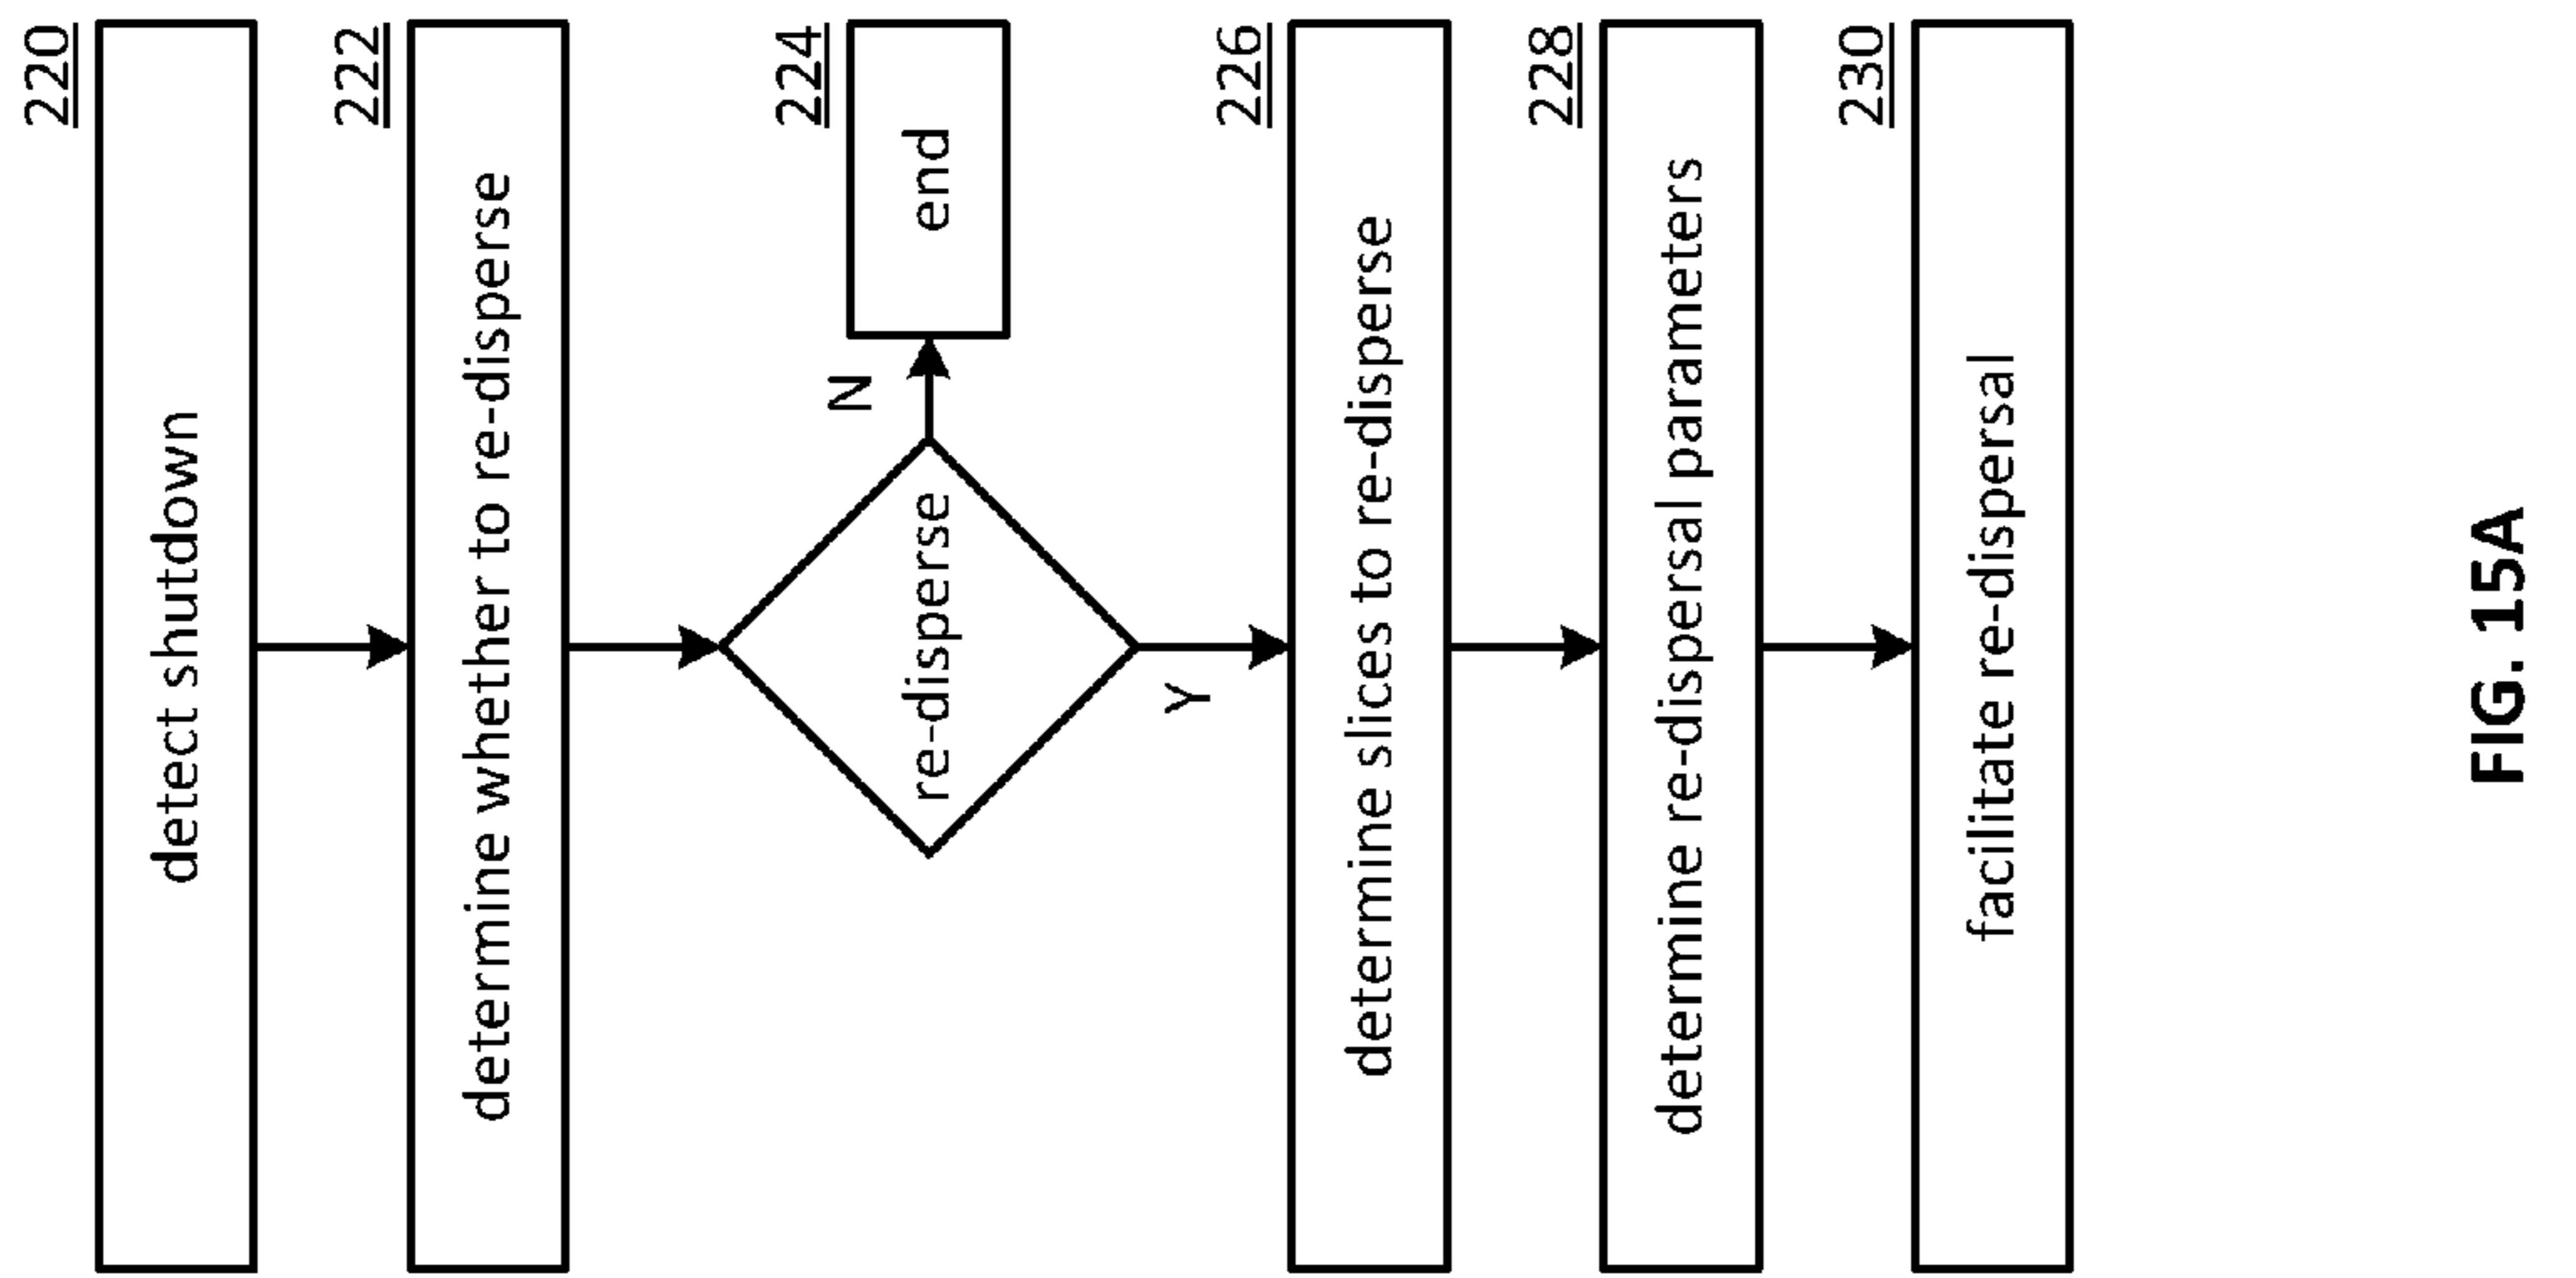 220
detect shutdown
222
determine whether to re-disperse
re-disperse
N
224
end
Y
226
determine slices to re-disperse
228
determine re-dispersal parameters
230
facilitate re-dispersal
FIG. 15A